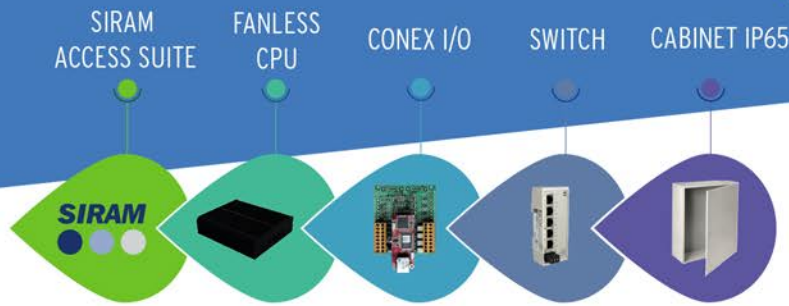 SIRAM
ACCESS SUITE
FANLESS
CPU
CONEX I/O
SWITCH
CABINET IP65
SIRAM